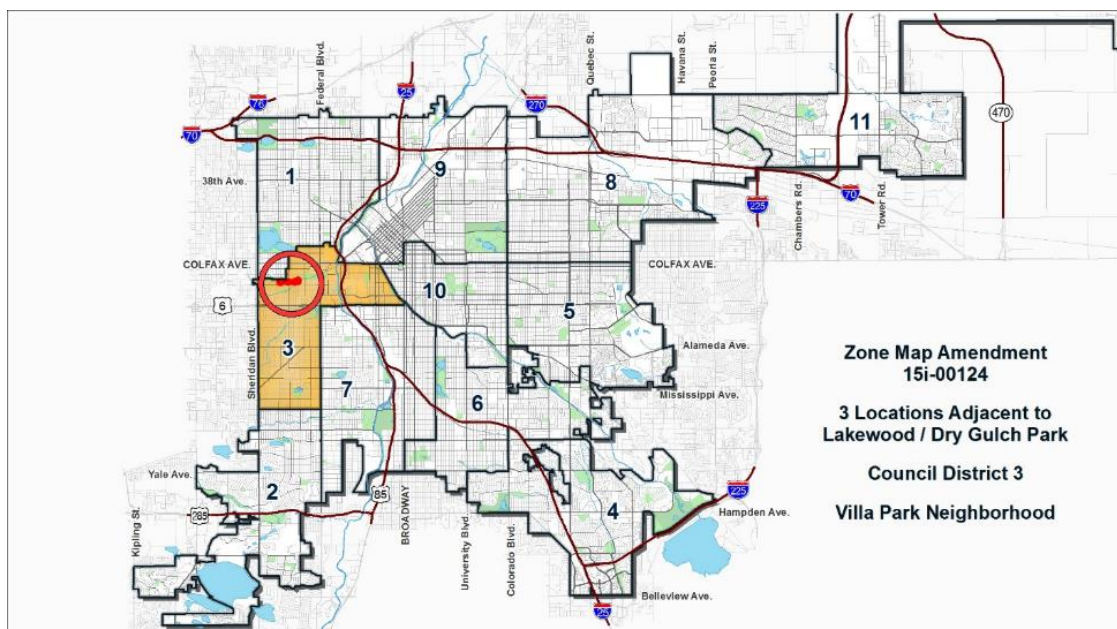 Federal Blvd.
Quebec St.
Havana St.
Peoria St.
76
25
270
70
470
11
1
9
8
38th Ave.
225
70
Chambers Rd.
Tower Rd.
COLFAX AVE.
COLFAX AVE.
10
6
5
Sheridan Blvd.
3
Alameda Ave.
7
6
Mississippi Ave.
Yale Ave.
2
85
285
BROADWAY
University Blvd.
Colorado Blvd.
4
225
Hampden Ave.
Kipling St.
Belleview Ave.
25
Zone Map Amendment
15i-00124
3 Locations Adjacent to
Lakewood / Dry Gulch Park
Council District 3
Villa Park Neighborhood